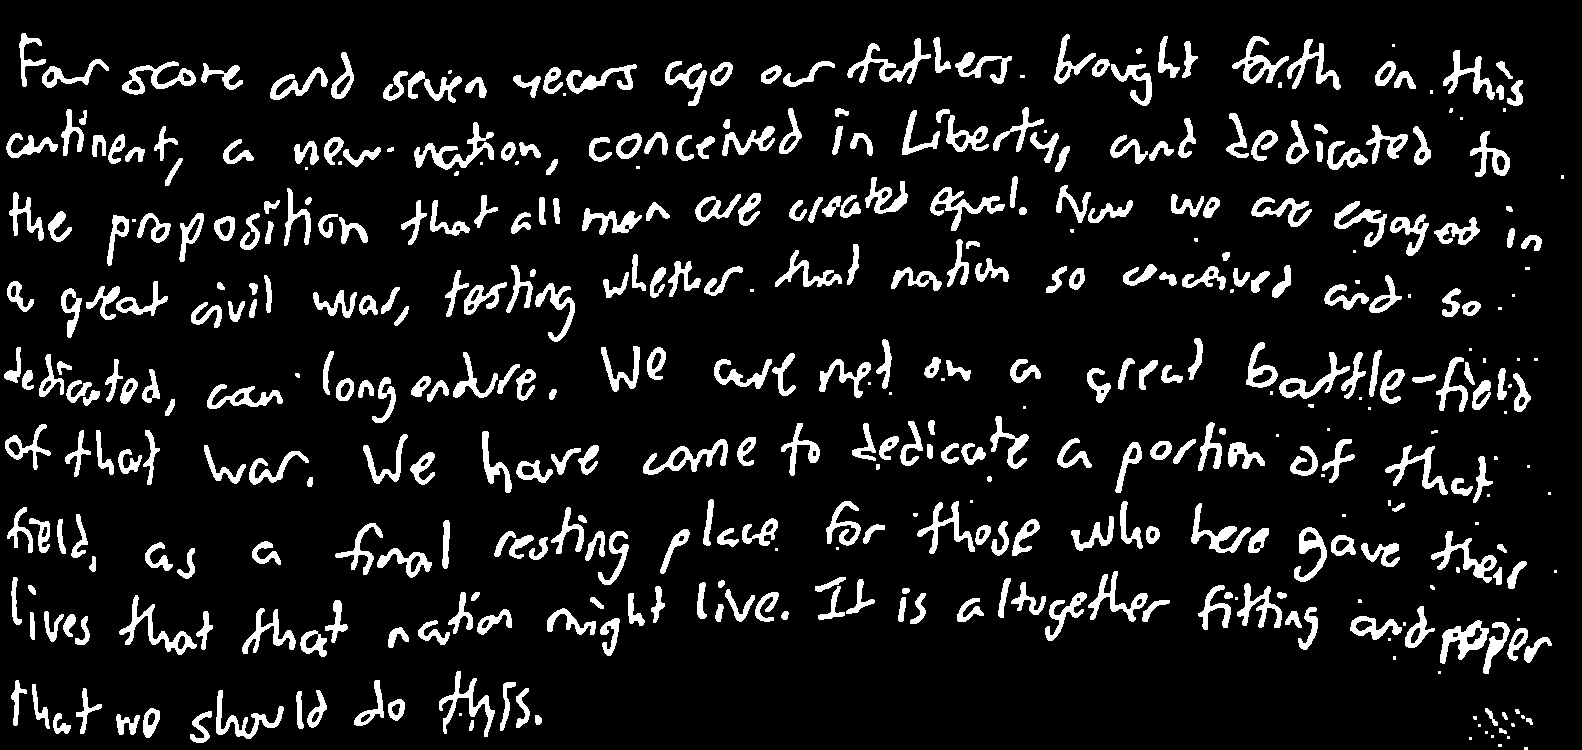 Four score and seven years ago our fathers brought forth on this
continent, a new nation, conceived in Liberty, and dedicated to
the proposition that all men are created equal. Now we are engaged in
a great civil war, testing whether that nation so conceived and so
dedicated, can long endure. We are met on a great battle-field
of that war. We have come to dedicate a portion of that
field, as a final resting place for those who here gave their
lives that that nation might live. It is altogether fitting and proper
that we should do this.